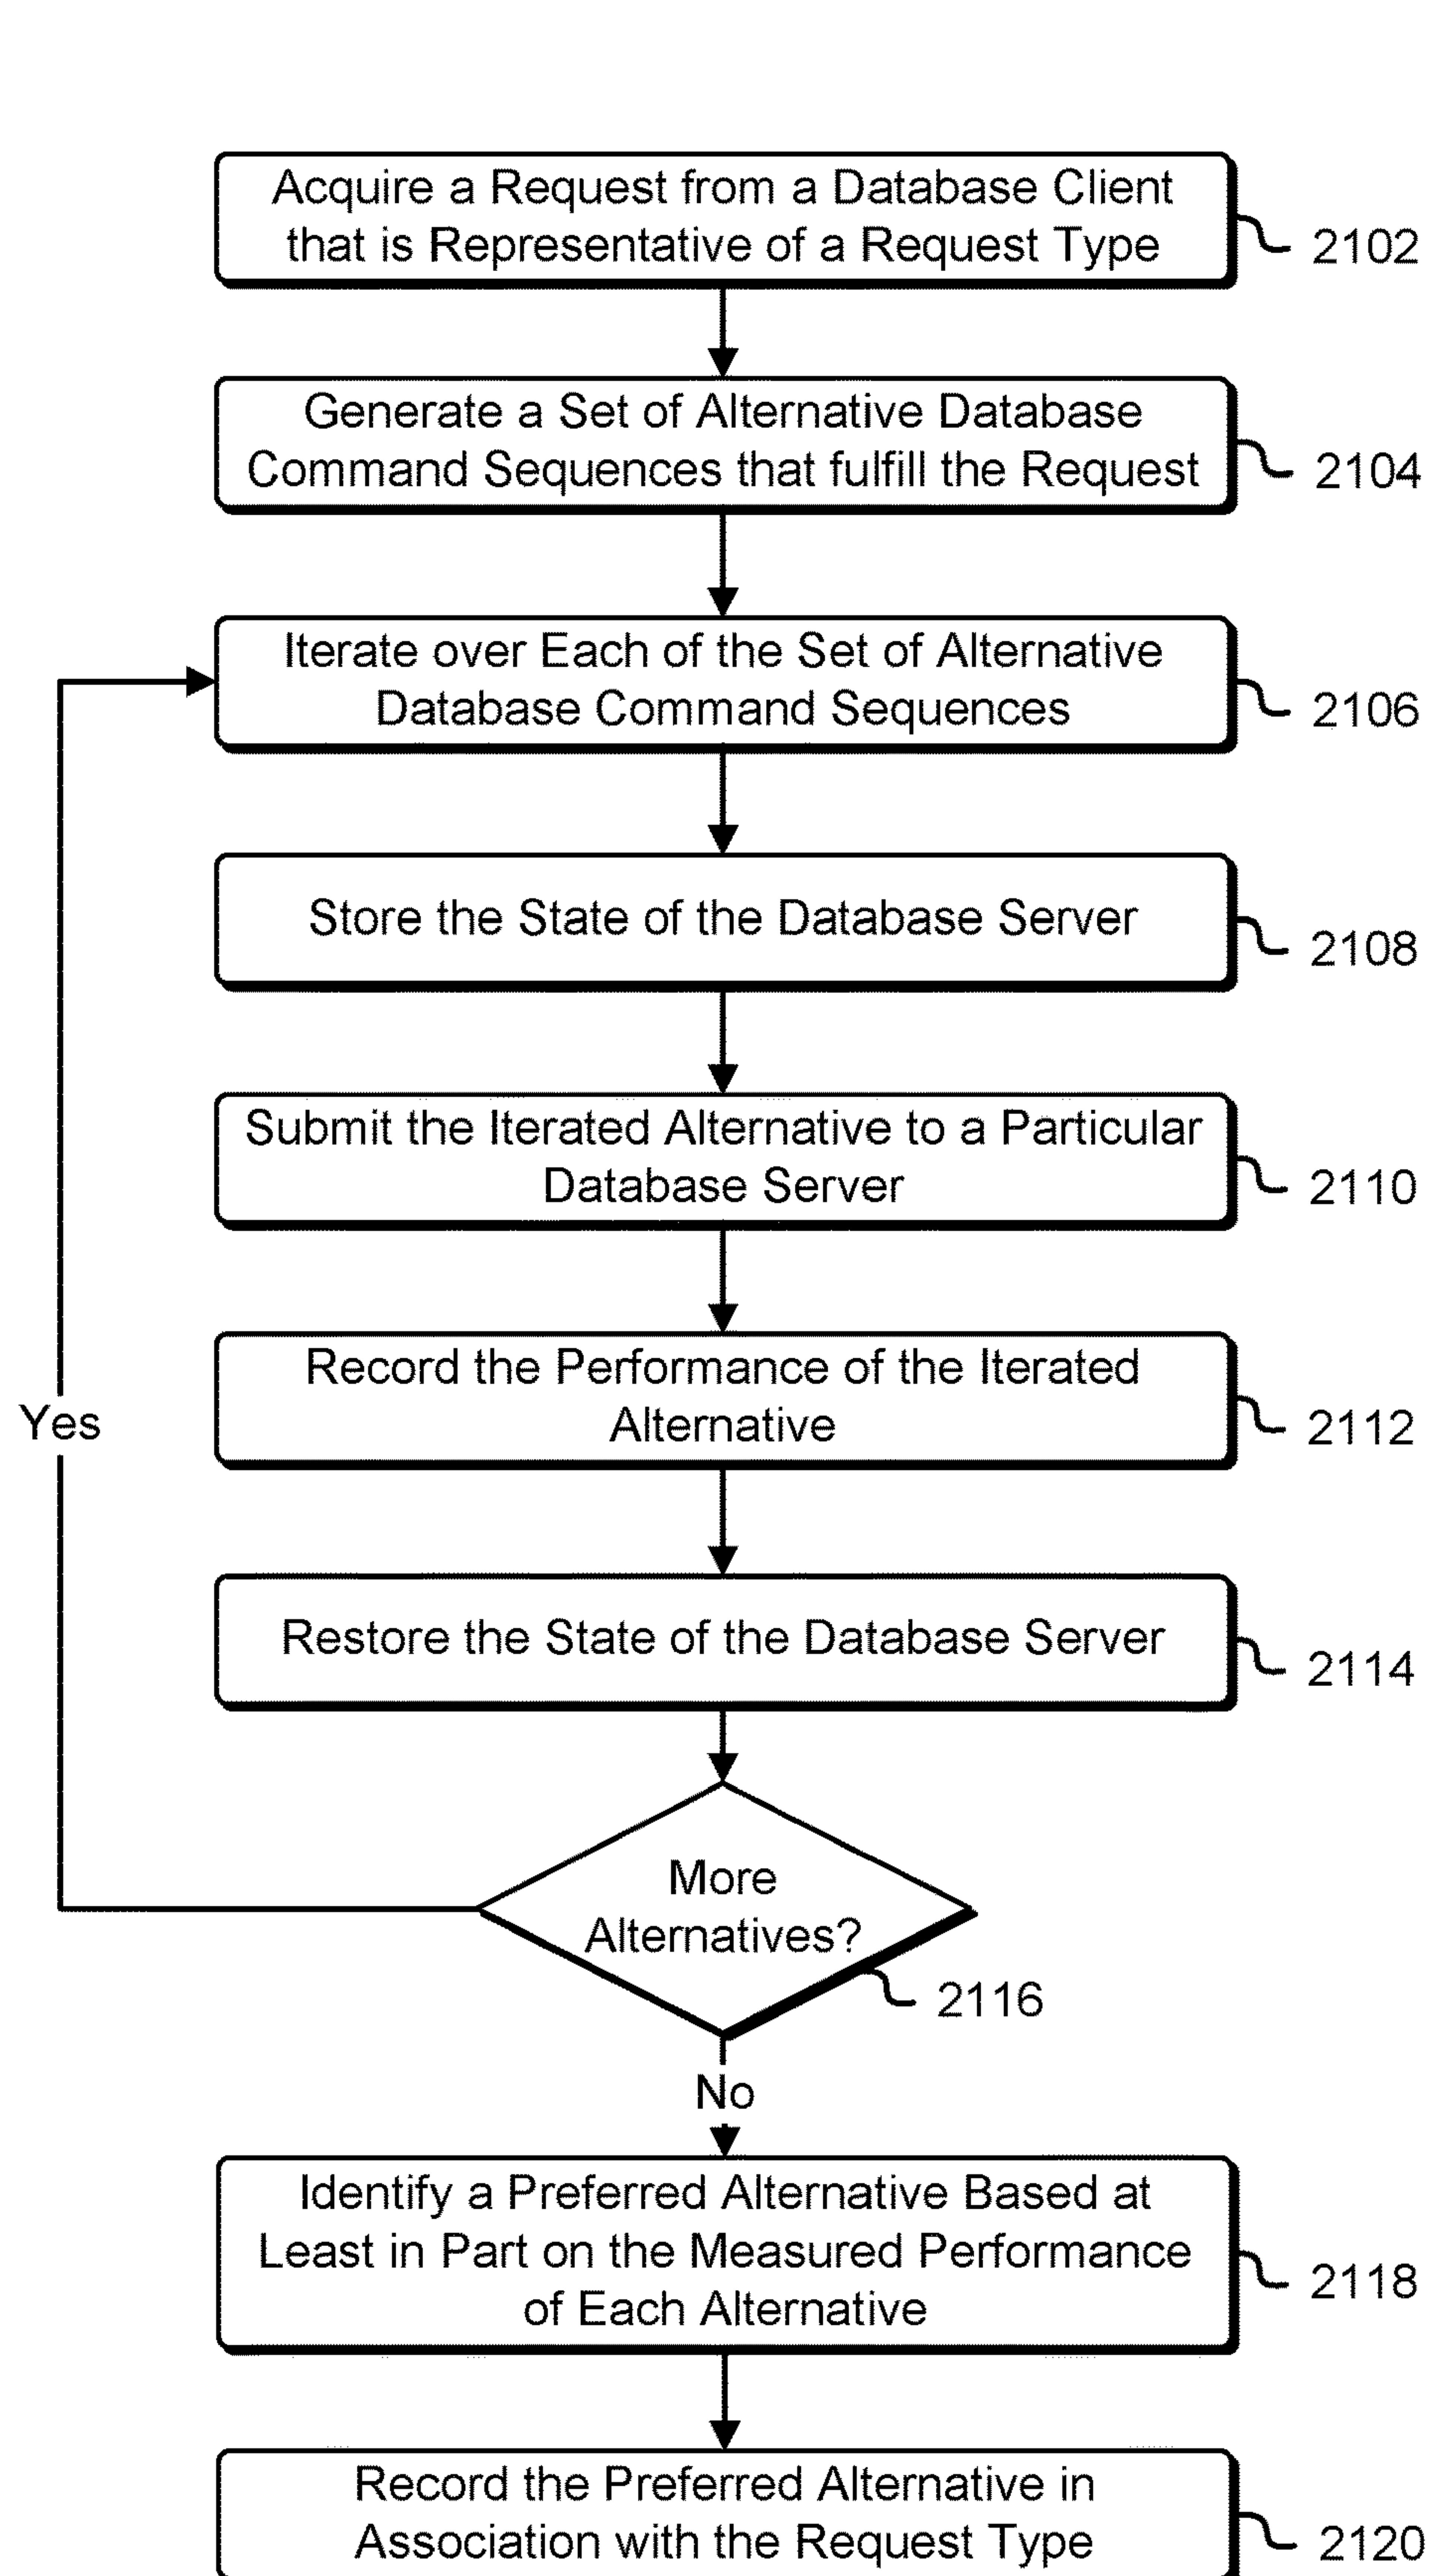 Acquire a Request from a Database Client
that is Representative of a Request Type
2102
Generate a Set of Alternative Database
Command Sequences that fulfill the Request
2104
Iterate over Each of the Set of Alternative
Database Command Sequences
2106
Store the State of the Database Server
2108
Submit the Iterated Alternative to a Particular
Database Server
2110
Record the Performance of the Iterated
Alternative
2112
Yes
Restore the State of the Database Server
2114
More
Alternatives?
2116
No
Identify a Preferred Alternative Based at
Least in Part on the Measured Performance
of Each Alternative
2118
Record the Preferred Alternative in
Association with the Request Type
2120